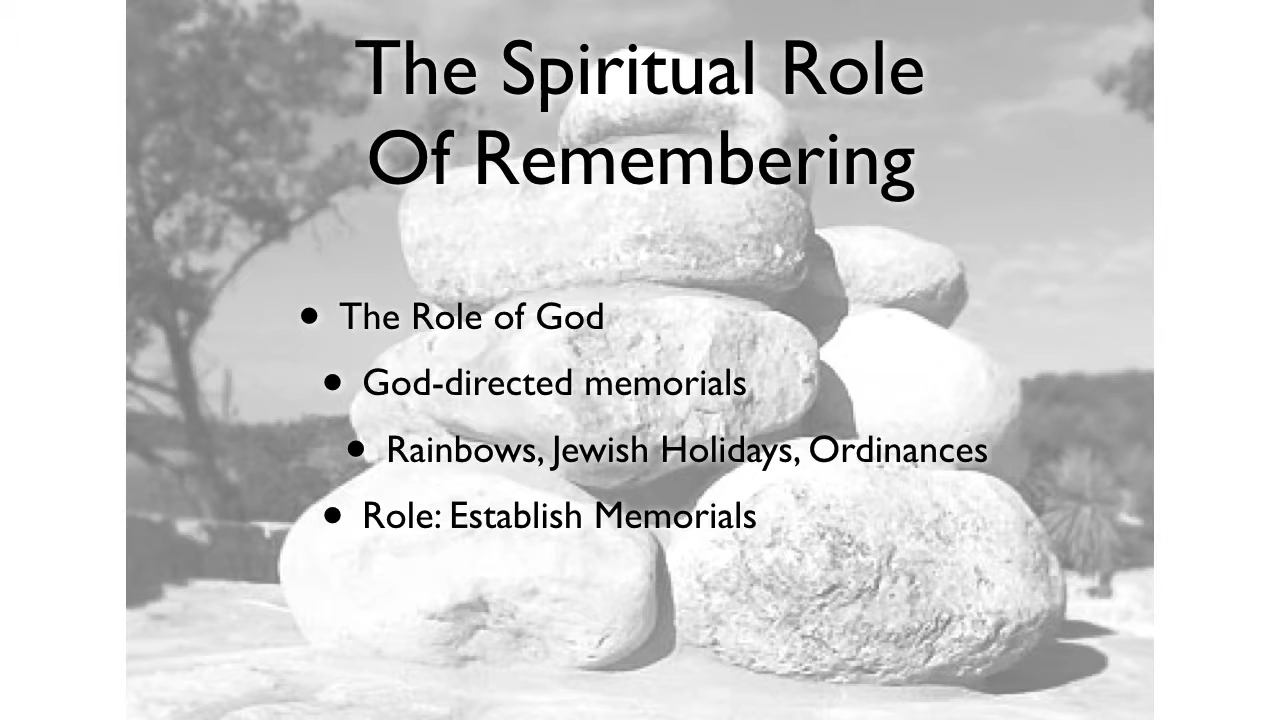 The Spiritual Role
Of Remembering
• The Role of God
• God-directed memorials
• Rainbows, Jewish Holidays, Ordinances
• Role: Establish Memorials